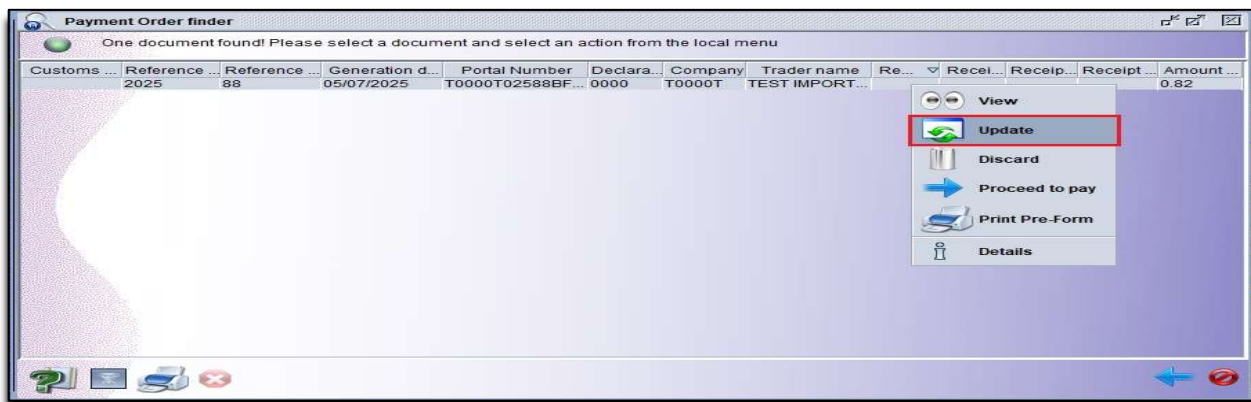 Payment Order finder
One document found! Please select a document and select an action from the local menu
Customs ... Reference ... Reference ... Generation d... Portal Number Declara... Company Trader name Re... Recei... Receip... Receipt ... Amount ...
2025 88 05/07/2025 T0000T02588BF... 0000 T0000T TEST IMPORT... 0.82
View
Update
Discard
Proceed to pay
Print Pre-Form
Details